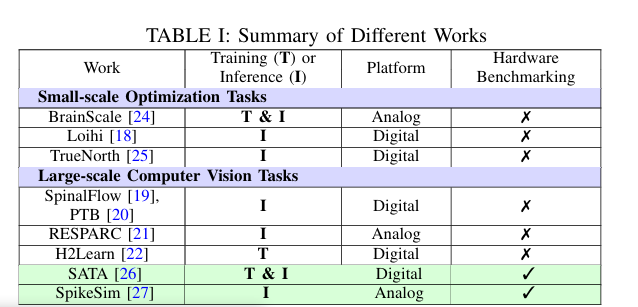 TABLE I: Summary of Different Works
Work Training (T) or Inference (I) Platform Hardware Benchmarking
Small-scale Optimization Tasks
BrainScale [24] T & I Analog ✗
Loihi [18] I Digital ✗
TrueNorth [25] I Digital ✗
Large-scale Computer Vision Tasks
SpinalFlow [19], PTB [20] I Digital ✗
RESPARC [21] I Analog ✗
H2Learn [22] T Digital ✗
SATA [26] T & I Digital ✓
SpikeSim [27] I Analog ✓